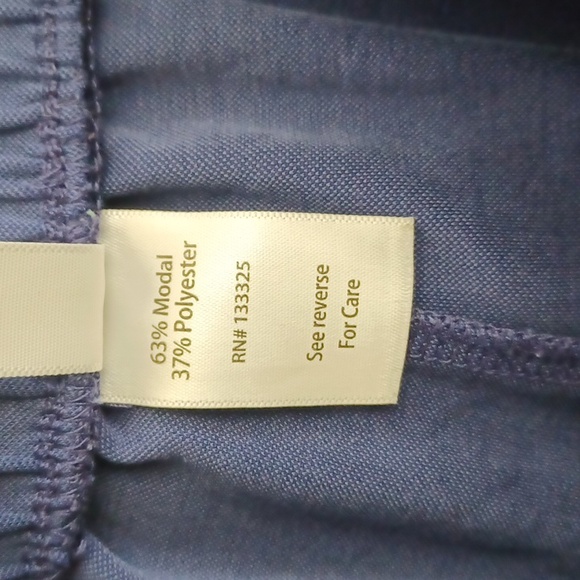 63% Modal
37% Polyester
RN# 133325
See reverse
For Care